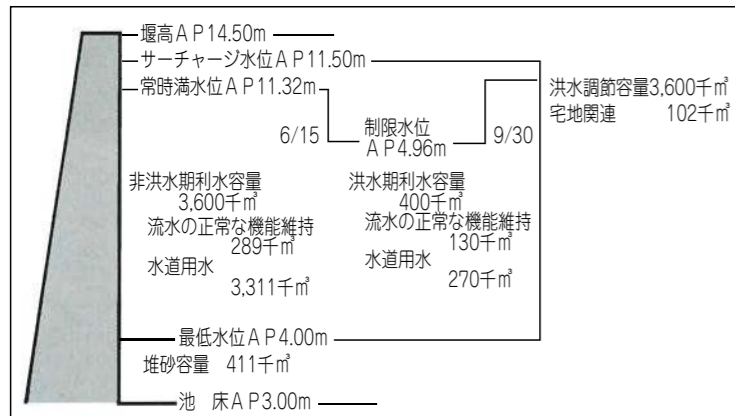 堰高AP14.50m
サーチャージ水位AP11.50m
常時満水位AP11.32m
洪水調節容量3,600千㎥
宅地関連 102千㎥
6/15
制限水位
AP4.96m
9/30
非洪水期利水容量
3,600千㎥
流水の正常な機能維持
289千㎥
水道用水
3,311千㎥
洪水期利水容量
400千㎥
流水の正常な機能維持
130千㎥
水道用水
270千㎥
最低水位AP4.00m
堆砂容量 411千㎥
池 床AP3.00m